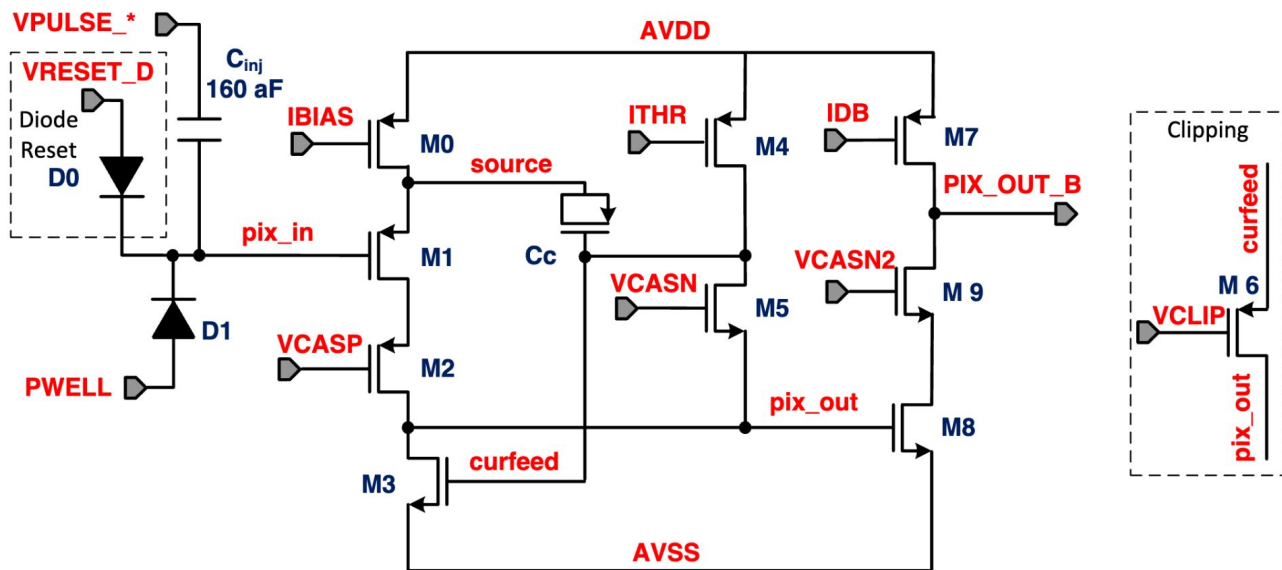 VPULSE_*
AVDD
Cinj
160 aF
VRESET_D
Diode
Reset
D0
IBIAS
M0
ITHR
M4
IDB
M7
Clipping
source
PIX_OUT_B
curfeed
pix_in
M1
Cc
VCASN
M5
VCASN2
M 9
M 6
VCLIP
D1
VCASP
M2
PWELL
pix_out
M8
pix_out
M3
curfeed
AVSS